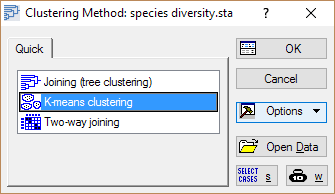 Clustering Method: species diversity.sta
Quick
Joining (tree clustering)
K-means clustering
Two-way joining
OK
Cancel
Options
Open Data
SELECT CASES
S
W